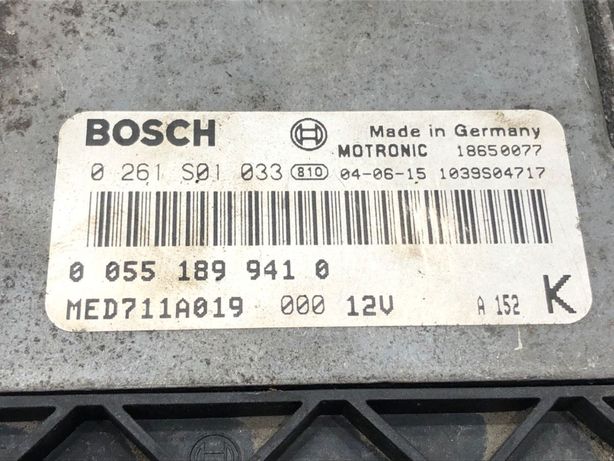 BOSCH
Made in Germany
MOTRONIC 18650077
0 261 S01 033 810 04-06-15 1039S04717
0 055 189 941 0
MED711A019 000 12V A 152 K
BOSCH